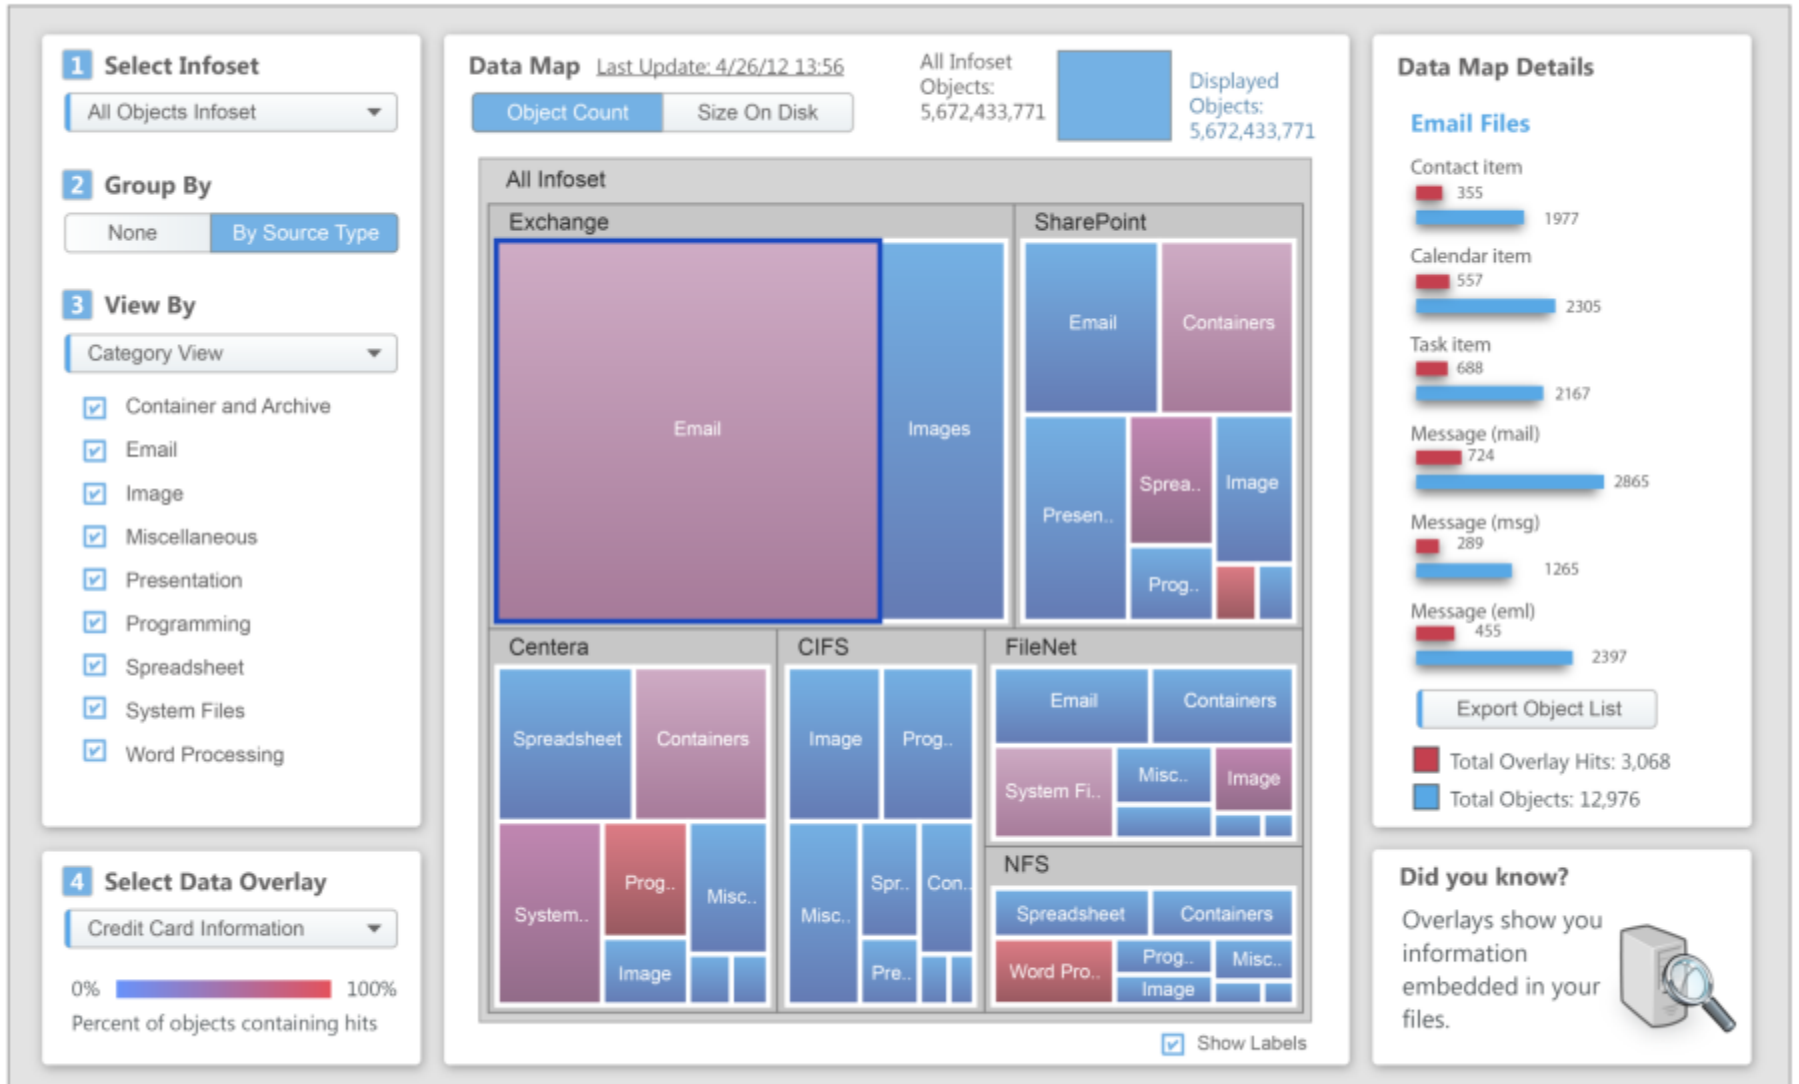 1 Select Infoset
All Objects Infoset
2 Group By
None By Source Type
3 View By
Category View
Container and Archive
Email
Image
Miscellaneous
Presentation
Programming
Spreadsheet
System Files
Word Processing
4 Select Data Overlay
Credit Card Information
0% 100%
Percent of objects containing hits
Data Map Last Update: 4/26/12 13:56
Object Count Size On Disk
All Infoset
Objects:
5,672,433,771
Displayed
Objects:
5,672,433,771
All Infoset
Exchange
Email
Images
SharePoint
Email
Containers
Presen..
Sprea..
Image
Prog..
Centera
Spreadsheet
Containers
System..
Prog..
Misc..
Image
CIFS
Image
Prog..
Misc..
Spr..
Con..
Pre..
FileNet
Email
Containers
System Fi..
Misc..
Image
NFS
Spreadsheet
Containers
Word Pro..
Prog..
Misc..
Image
Show Labels
Data Map Details
Email Files
Contact item
355
1977
Calendar item
557
2305
Task item
688
2167
Message (mail)
724
2865
Message (msg)
289
1265
Message (eml)
455
2397
Export Object List
Total Overlay Hits: 3,068
Total Objects: 12,976
Did you know?
Overlays show you
information
embedded in your
files.